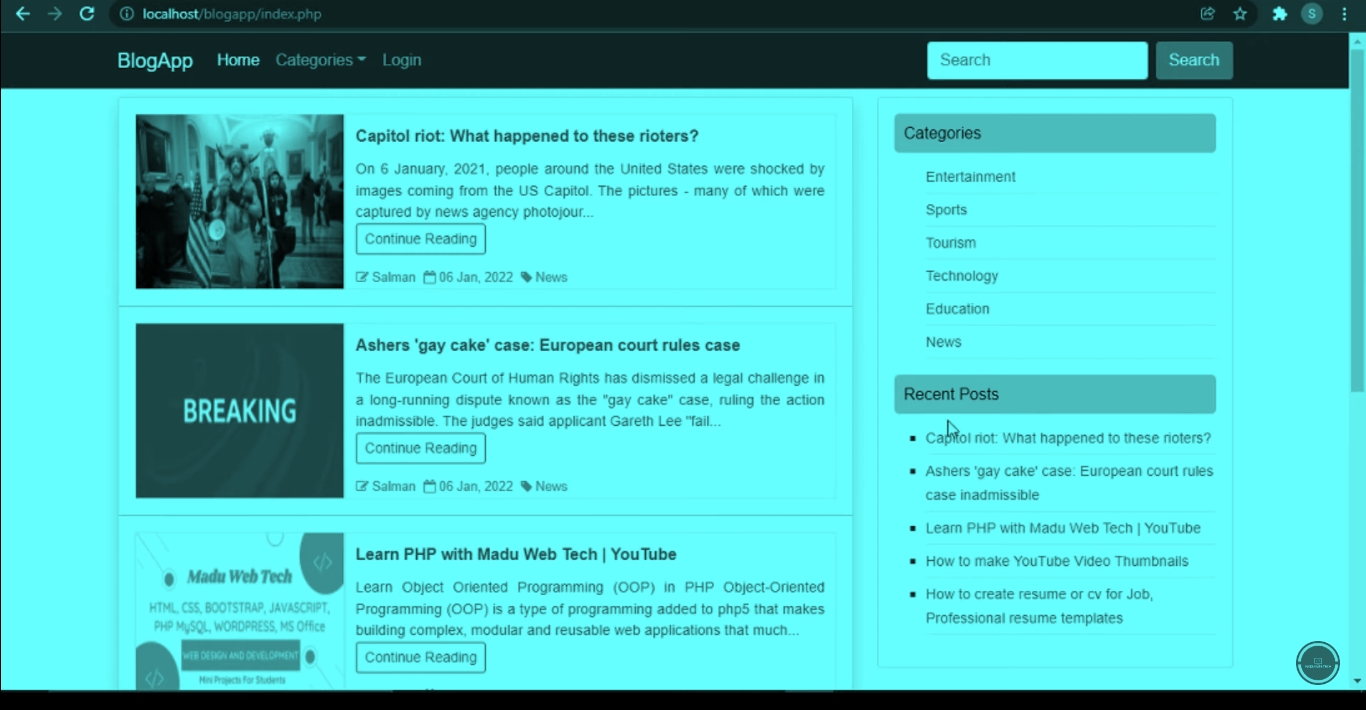 localhost/blogapp/index.php
S
BlogApp Home Categories Login
Search
Search
Capitol riot: What happened to these rioters?
On 6 January, 2021, people around the United States were shocked by
images coming from the US Capitol. The pictures - many of which were
captured by news agency photojour...
Continue Reading
Salman 06 Jan, 2022 News
BREAKING
Ashers 'gay cake' case: European court rules case
The European Court of Human Rights has dismissed a legal challenge in
a long-running dispute known as the "gay cake" case, ruling the action
inadmissible. The judges said applicant Gareth Lee "fail...
Continue Reading
Salman 06 Jan, 2022 News
</>
Madu Web Tech
HTML, CSS, BOOTSTRAP, JAVASCRIPT,
PHP MySQL, WORDPRESS, MS Office
WEB DESIGN AND DEVELOPMENT
Mini Projects For Students
</>
Learn PHP with Madu Web Tech | YouTube
Learn Object Oriented Programming (OOP) in PHP Object-Oriented
Programming (OOP) is a type of programming added to php5 that makes
building complex, modular and reusable web applications that much...
Continue Reading
Categories
Entertainment
Sports
Tourism
Technology
Education
News
Recent Posts
Capitol riot: What happened to these rioters?
Ashers 'gay cake' case: European court rules
case inadmissible
Learn PHP with Madu Web Tech | YouTube
How to make YouTube Video Thumbnails
How to create resume or cv for Job,
Professional resume templates